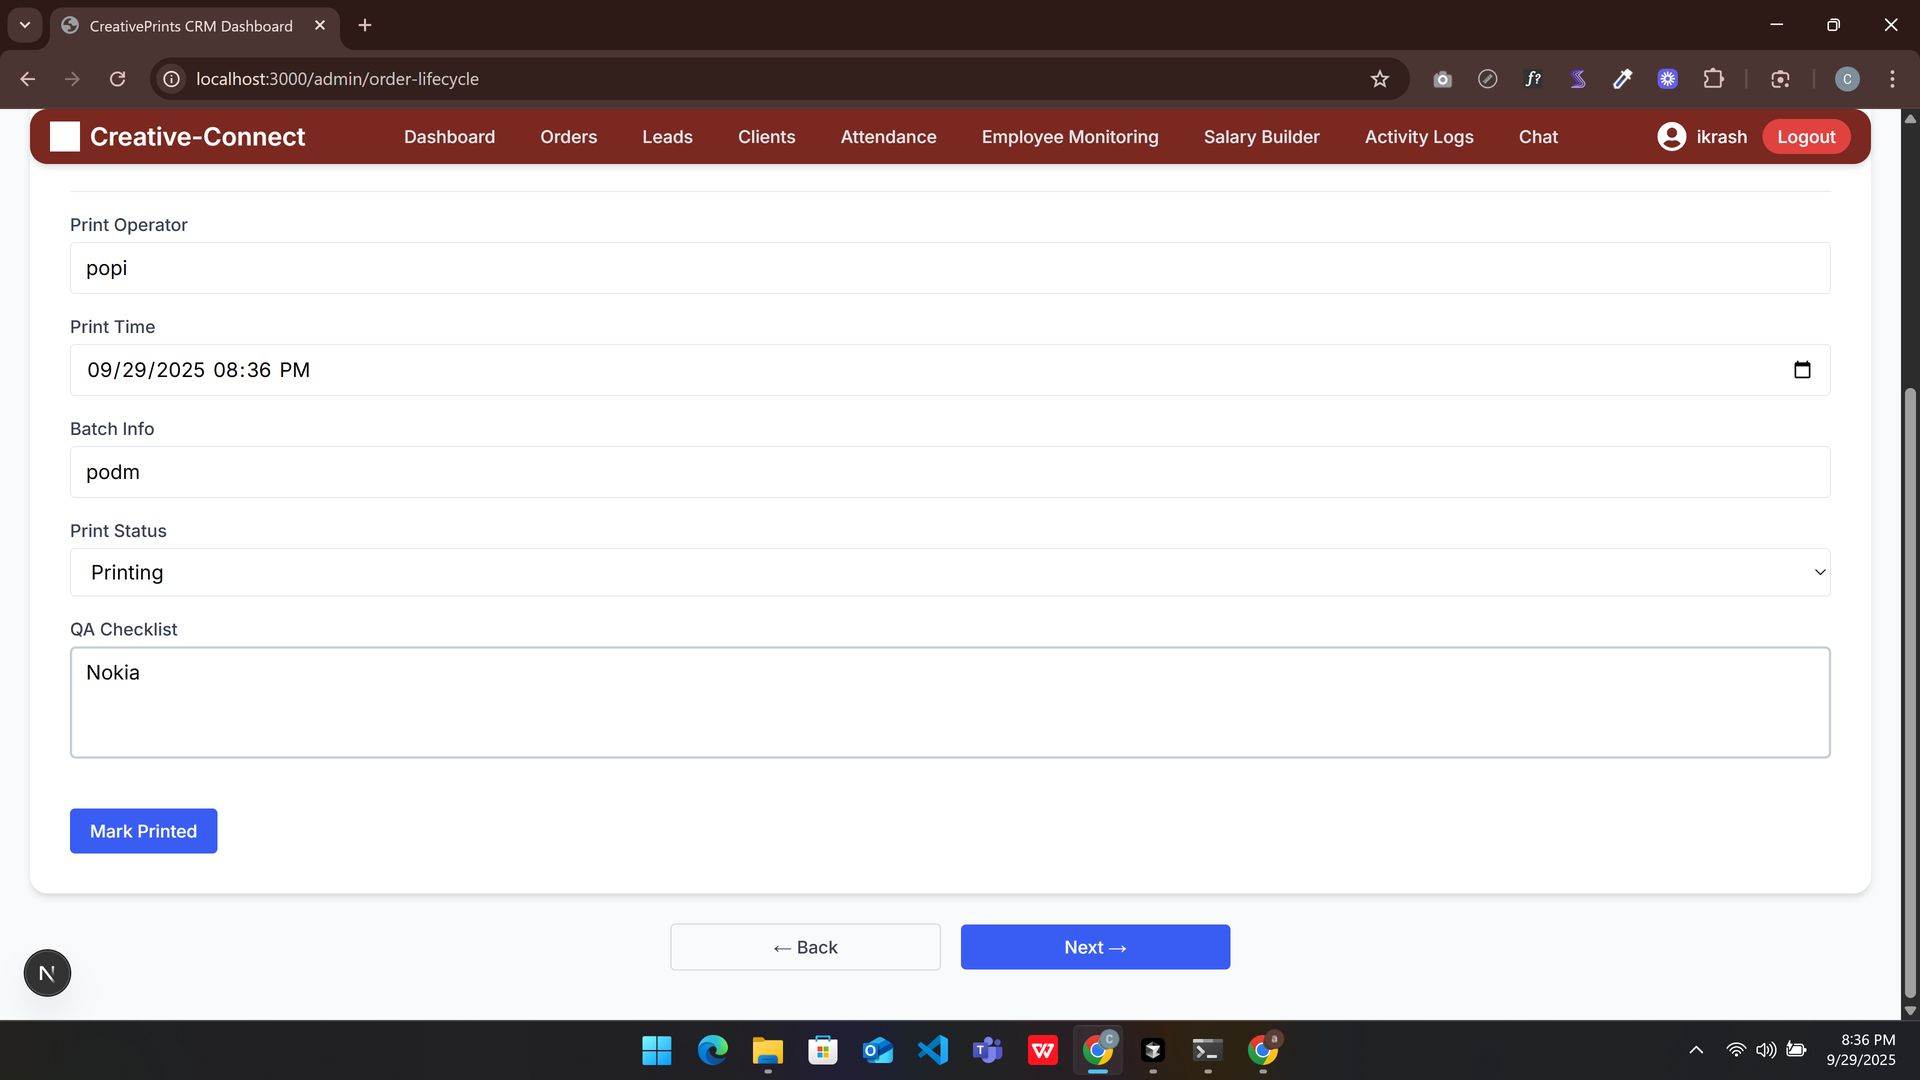 CreativePrints CRM Dashboard
localhost:3000/admin/order-lifecycle
f?
C
Creative-Connect
Dashboard
Orders
Leads
Clients
Attendance
Employee Monitoring
Salary Builder
Activity Logs
Chat
ikrash
Logout
Print Operator
popi
Print Time
09/29/2025 08:36 PM
Batch Info
podm
Print Status
Printing
QA Checklist
Nokia
Mark Printed
← Back
Next →
N
8:36 PM
9/29/2025